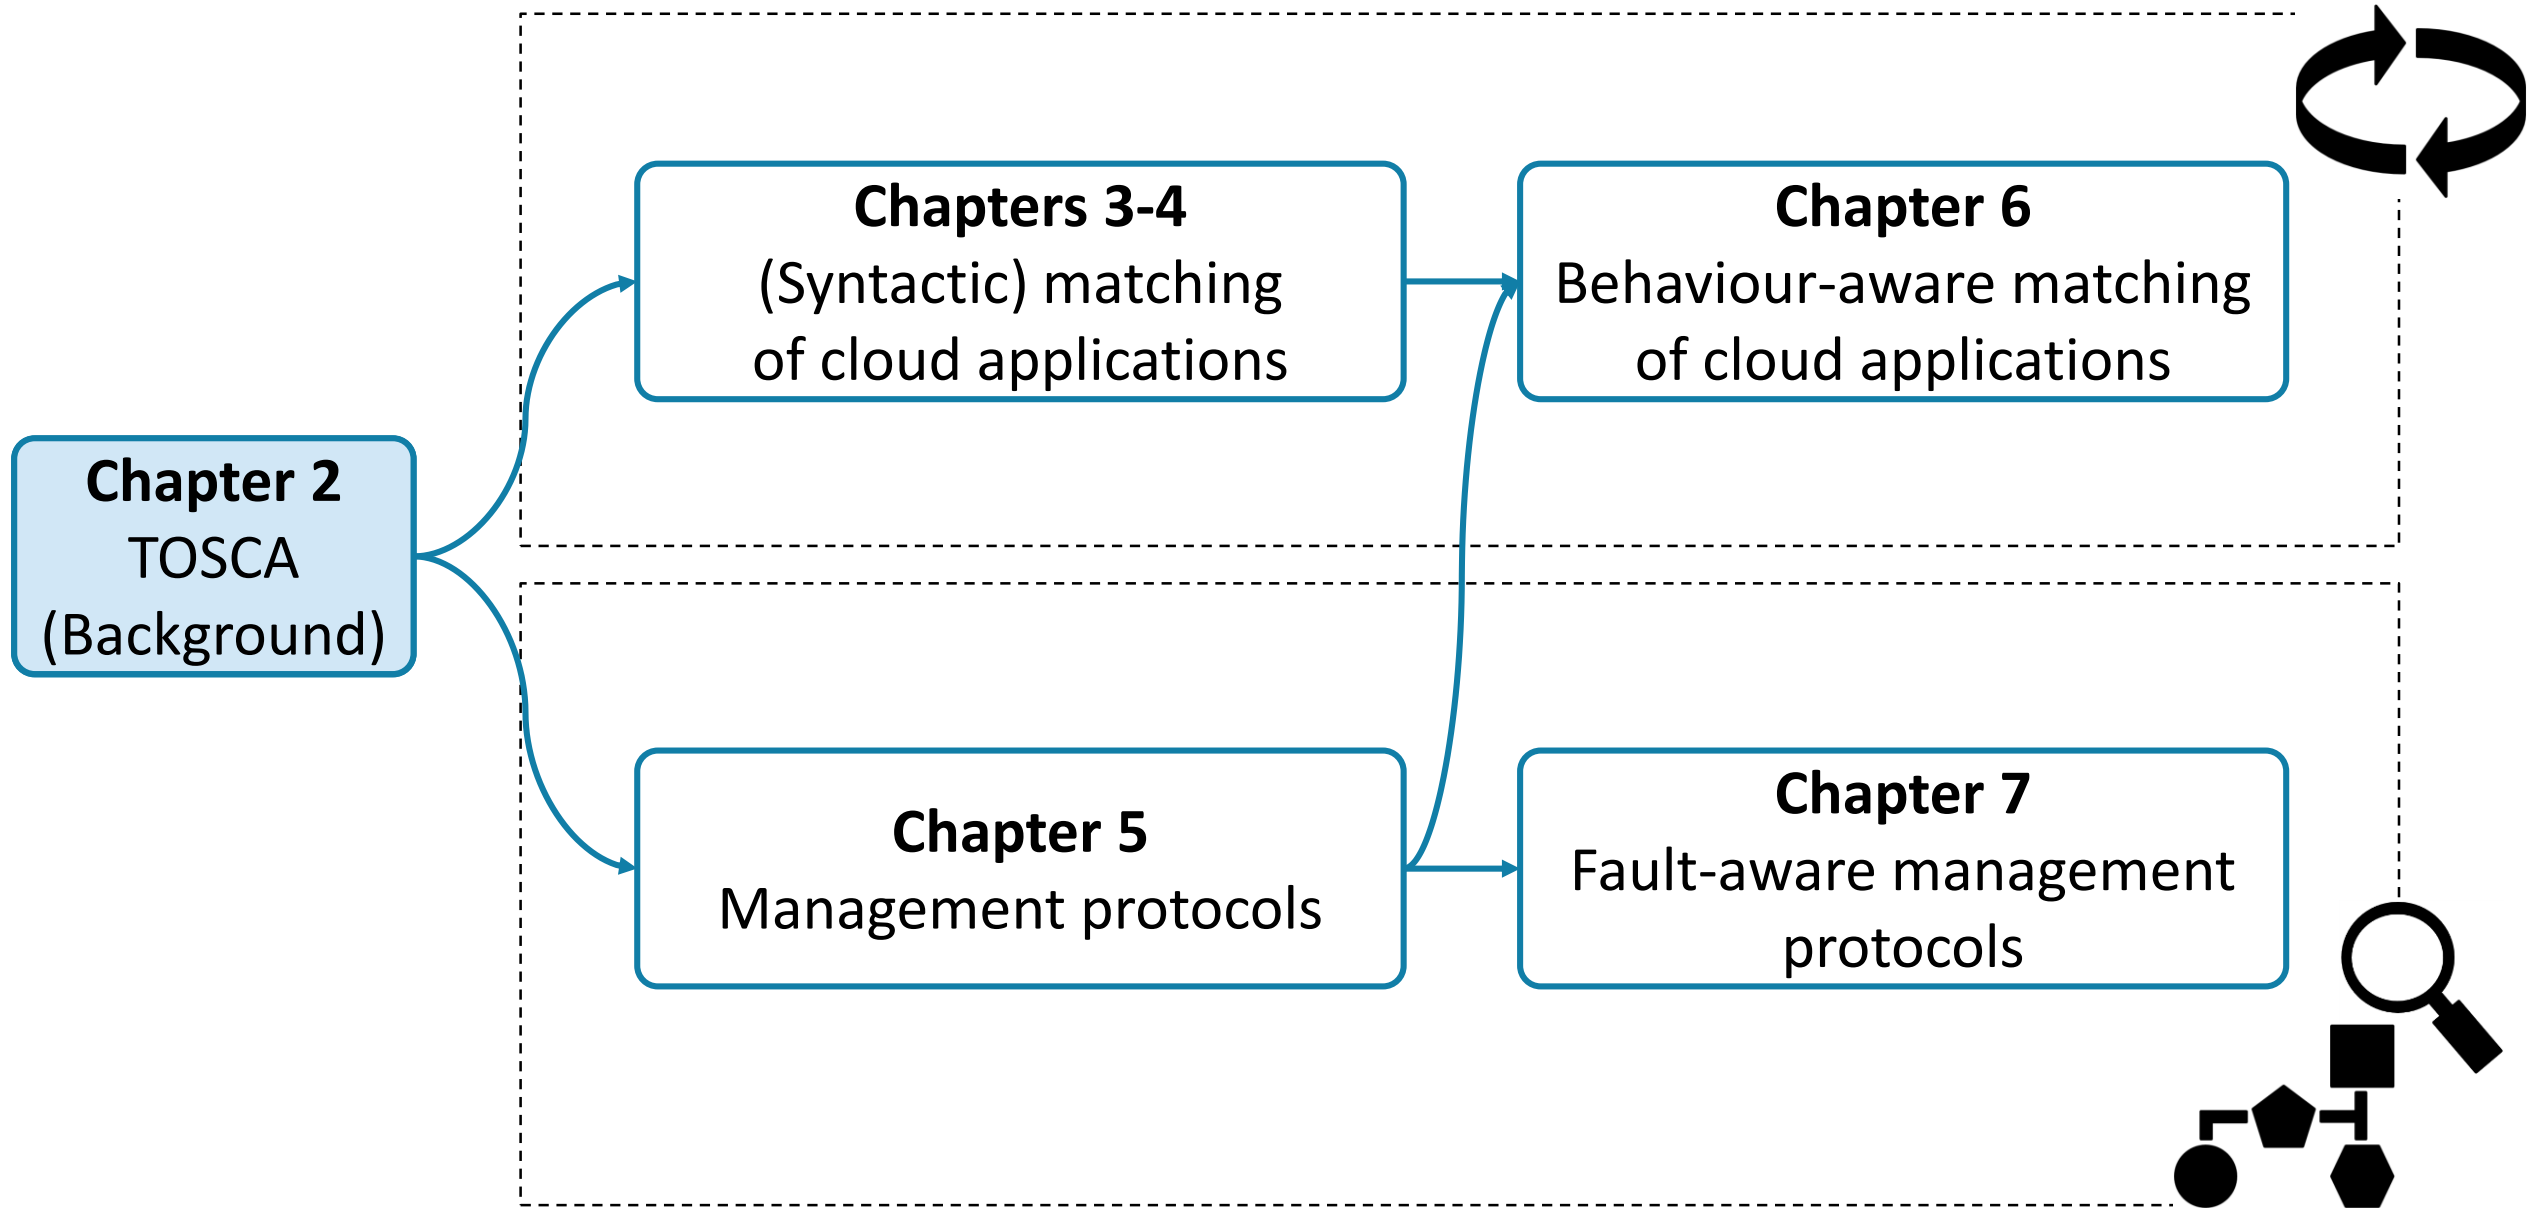 Chapter 2
TOSCA
(Background)
Chapters 3-4
(Syntactic) matching
of cloud applications
Chapter 6
Behaviour-aware matching
of cloud applications
Chapter 5
Management protocols
Chapter 7
Fault-aware management
protocols